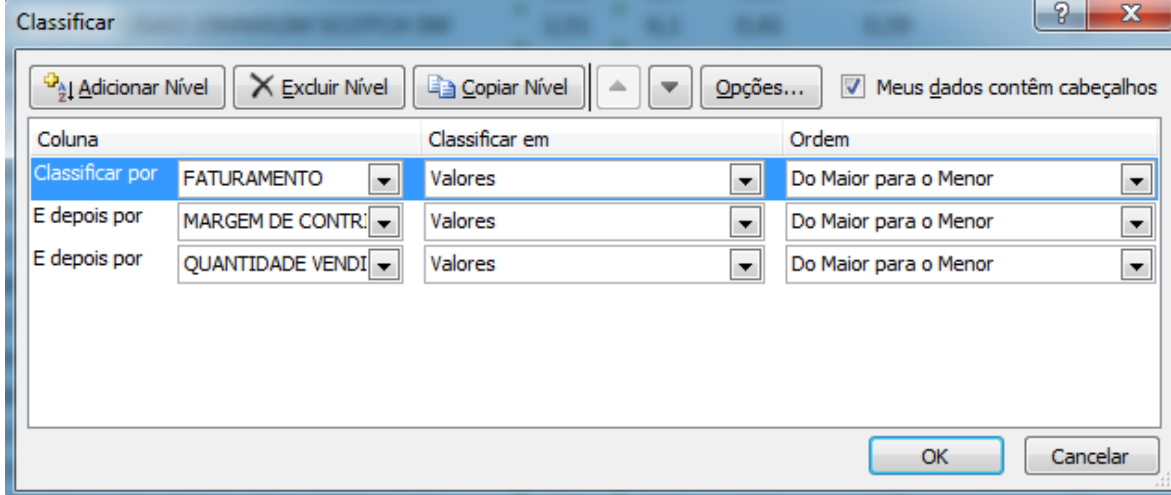 Classificar
Adicionar Nível Excluir Nível Copiar Nível Opções... Meus dados contêm cabeçalhos
Coluna Classificar em Ordem
Classificar por FATURAMENTO Valores Do Maior para o Menor
E depois por MARGEM DE CONTR Valores Do Maior para o Menor
E depois por QUANTIDADE VENDI Valores Do Maior para o Menor
OK Cancelar